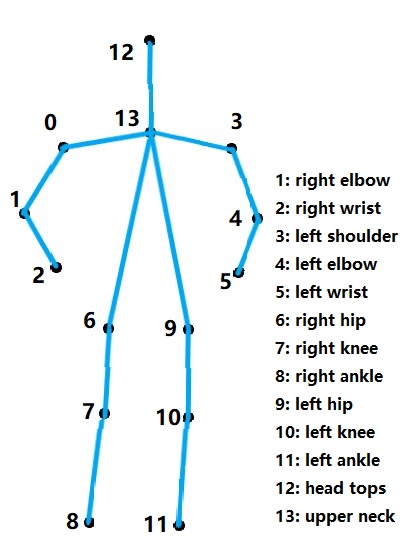 12
13
0
3
1
4
2
5
6
9
7
10
8
11
1: right elbow
2: right wrist
3: left shoulder
4: left elbow
5: left wrist
6: right hip
7: right knee
8: right ankle
9: left hip
10: left knee
11: left ankle
12: head tops
13: upper neck